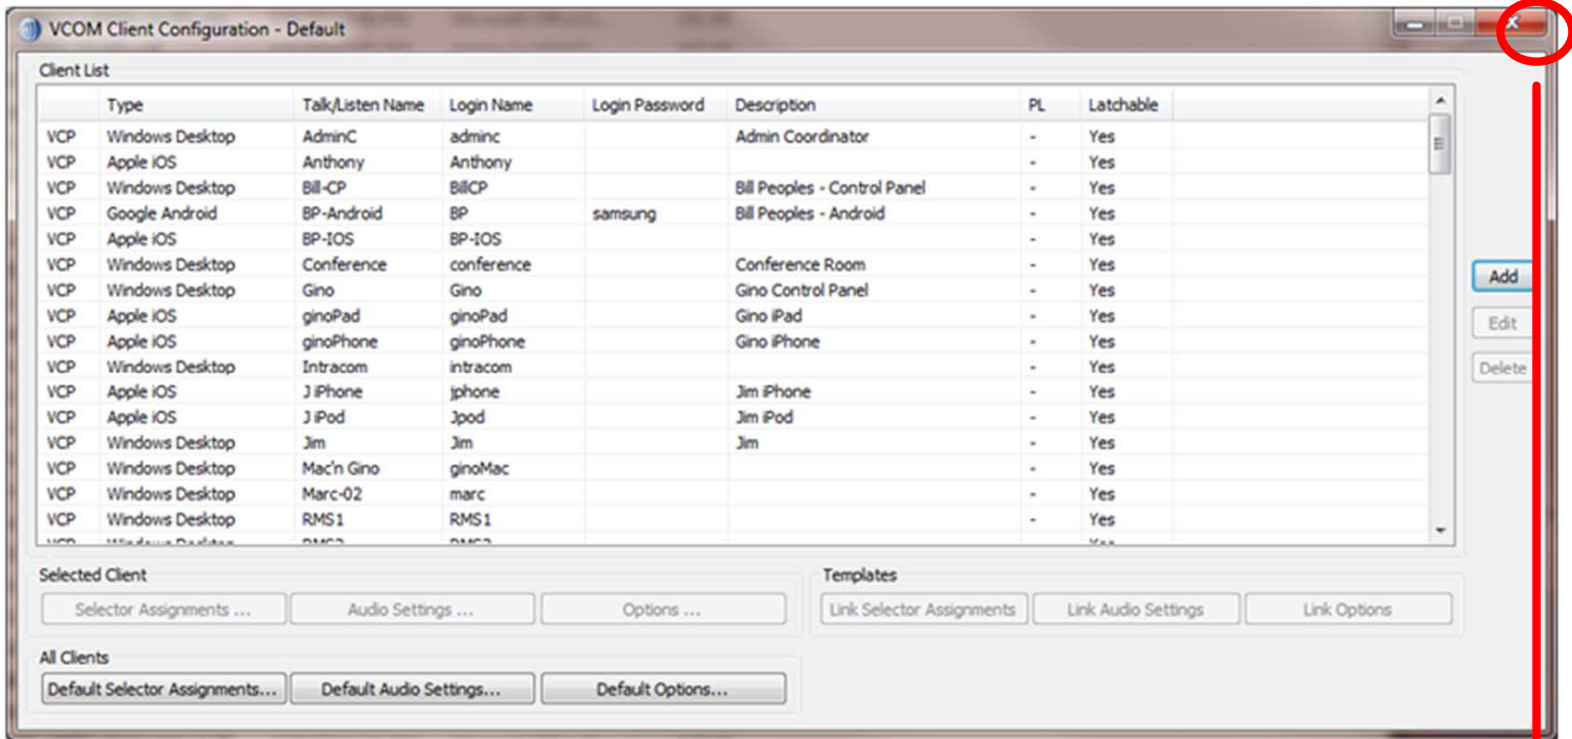 VCOM Client Configuration - Default
Client List
Type Talk/Listen Name Login Name Login Password Description PL Latchable
VCP Windows Desktop AdminC adminc Admin Coordinator - Yes
VCP Apple iOS Anthony Anthony - Yes
VCP Windows Desktop Bill-CP BillCP Bill Peoples - Control Panel - Yes
VCP Google Android BP-Android BP samsung Bill Peoples - Android - Yes
VCP Apple iOS BP-IOS BP-IOS - Yes
VCP Windows Desktop Conference conference Conference Room - Yes
VCP Windows Desktop Gino Gino Gino Control Panel - Yes
VCP Apple iOS ginoPad ginoPad Gino iPad - Yes
VCP Apple iOS ginoPhone ginoPhone Gino iPhone - Yes
VCP Windows Desktop Intracom intracom - Yes
VCP Apple iOS J iPhone jphone Jim iPhone - Yes
VCP Apple iOS J iPod Jpod Jim iPod - Yes
VCP Windows Desktop Jim Jim Jim - Yes
VCP Windows Desktop Mac'n Gino ginoMac - Yes
VCP Windows Desktop Marc-02 marc - Yes
VCP Windows Desktop RMS1 RMS1 - Yes
Add
Edit
Delete
Selected Client Templates
Selector Assignments ... Audio Settings ... Options ... Link Selector Assignments Link Audio Settings Link Options
All Clients
Default Selector Assignments... Default Audio Settings... Default Options...